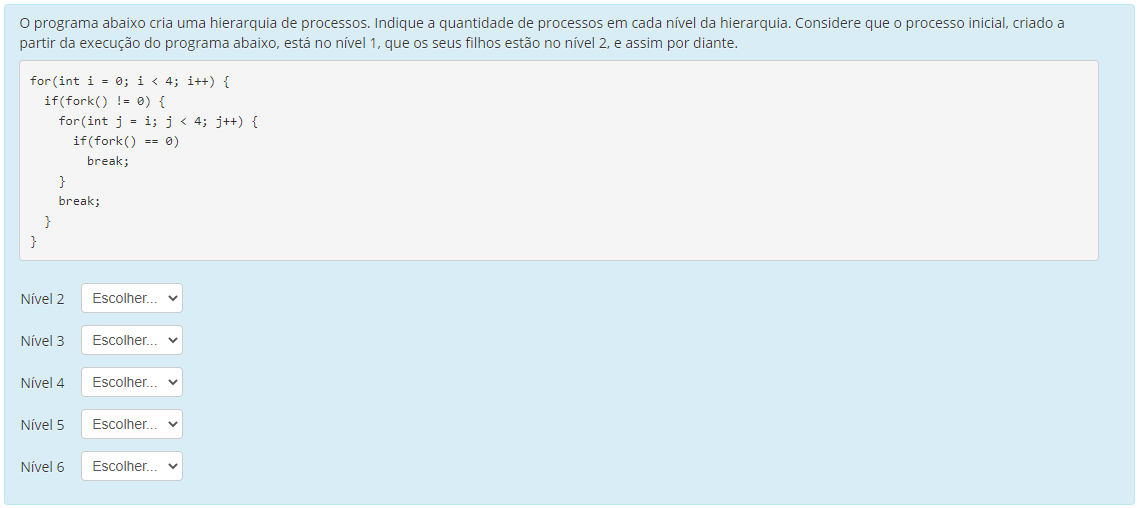 O programa abaixo cria uma hierarquia de processos. Indique a quantidade de processos em cada nível da hierarquia. Considere que o processo inicial, criado a
partir da execução do programa abaixo, está no nível 1, que os seus filhos estão no nível 2, e assim por diante.
for(int i = 0; i < 4; i++) {
  if(fork() != 0) {
    for(int j = i; j < 4; j++) {
      if(fork() == 0)
        break;
    }
    break;
  }
}
Nível 2 Escolher...
Nível 3 Escolher...
Nível 4 Escolher...
Nível 5 Escolher...
Nível 6 Escolher...